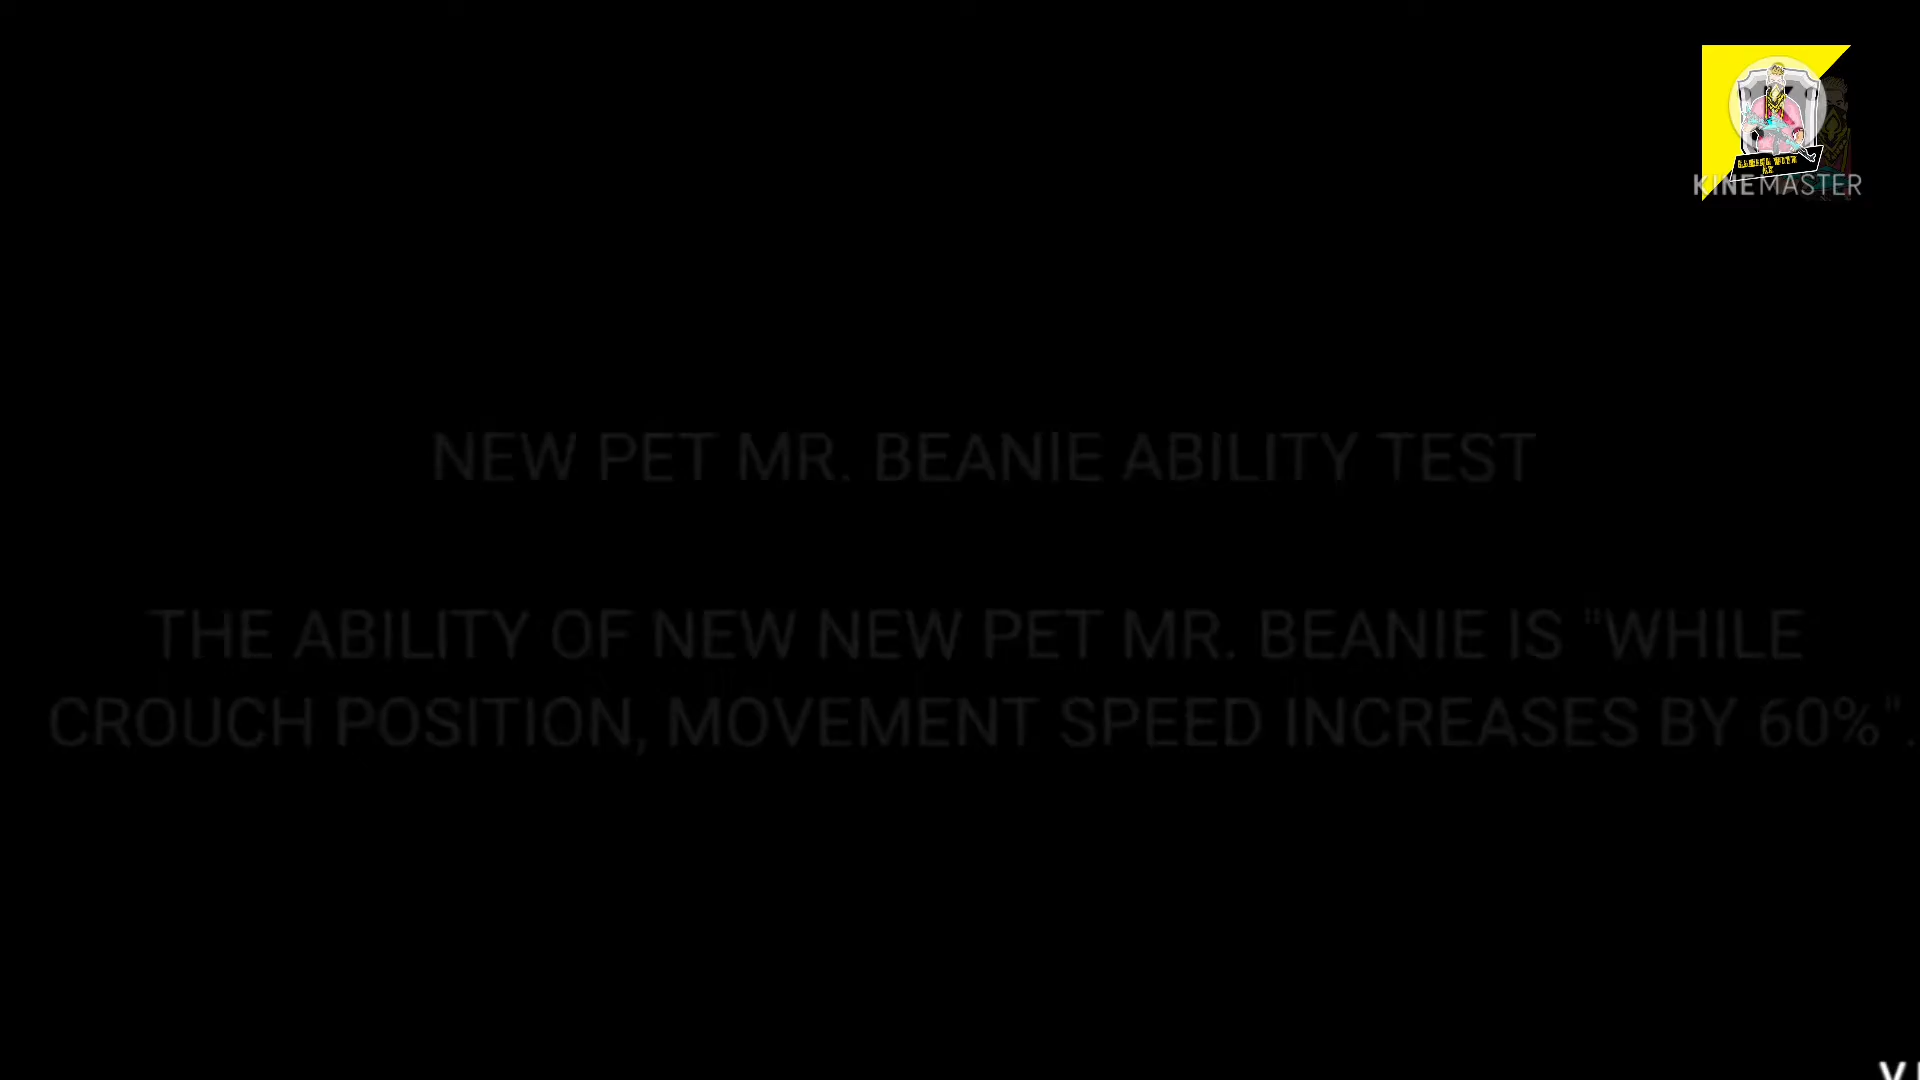 KINEMASTER
NEW PET MR. BEANIE ABILITY TEST
THE ABILITY OF NEW NEW PET MR. BEANIE IS "WHILE
CROUCH POSITION, MOVEMENT SPEED INCREASES BY 60%".